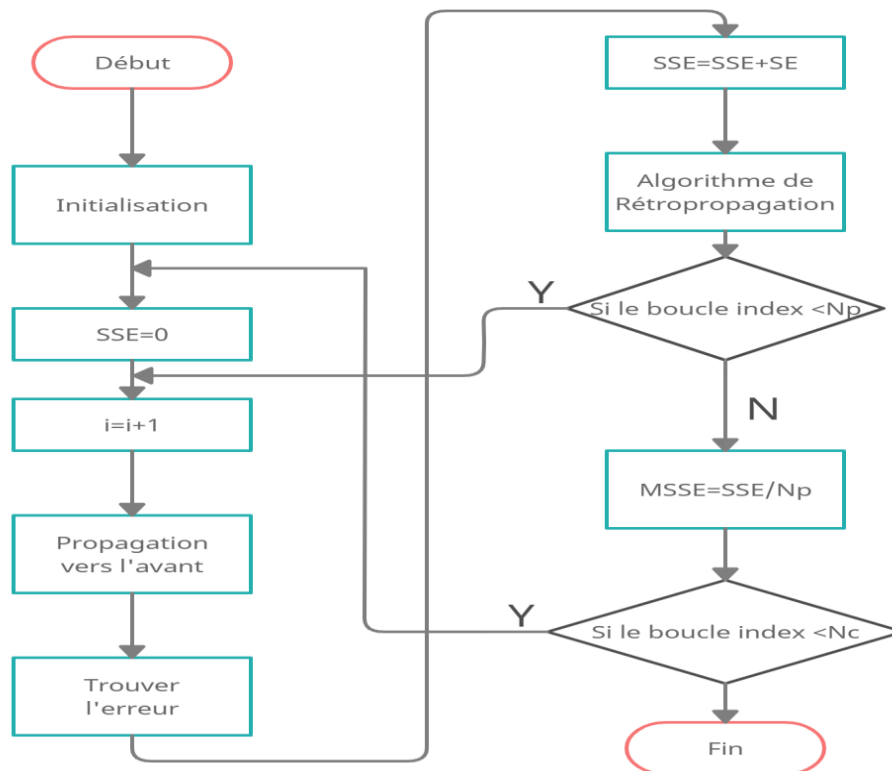 Début
Initialisation
SSE=0
i=i+1
Propagation
vers l'avant
Trouver
l'erreur
SSE=SSE+SE
Algorithme de
Rétropropagation
Si le boucle index <Np
Y
N
MSSE=SSE/Np
Si le boucle index <Nc
Y
Fin